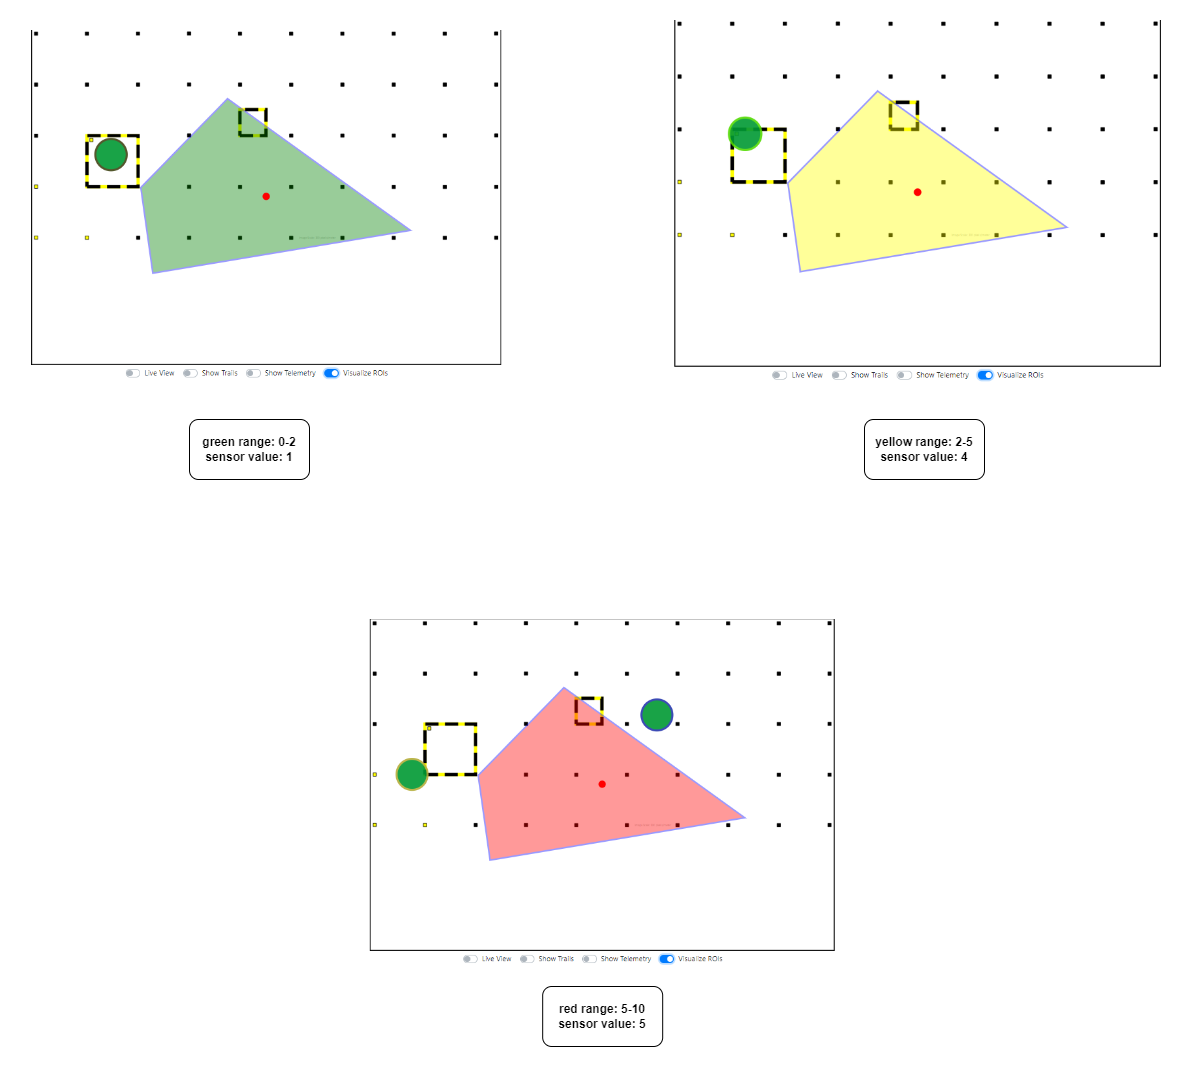 Live View Show Trails Show Telemetry Visualize ROIs
green range: 0-2
sensor value: 1
Live View Show Trails Show Telemetry Visualize ROIs
yellow range: 2-5
sensor value: 4
Live View Show Trails Show Telemetry Visualize ROIs
red range: 5-10
sensor value: 5